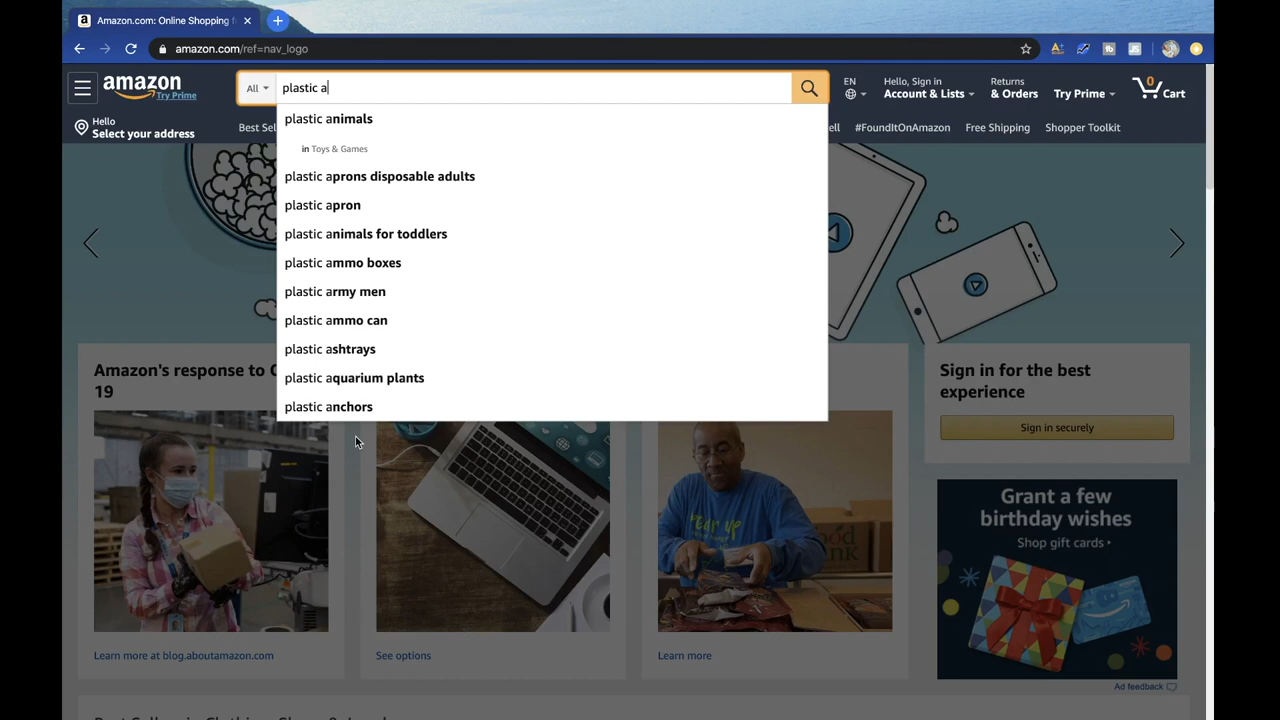 Amazon.com: Online Shopping f
amazon.com/ref=nav_logo
amazon
Try Prime
All
plastic a
EN
Hello, Sign in
Account & Lists
Returns
& Orders
Try Prime
0
Cart
Hello
Select your address
Best Sel
ell
#FoundItOnAmazon
Free Shipping
Shopper Toolkit
plastic animals
in Toys & Games
plastic aprons disposable adults
plastic apron
plastic animals for toddlers
plastic ammo boxes
plastic army men
plastic ammo can
plastic ashtrays
plastic aquarium plants
plastic anchors
Amazon's response to C
19
Learn more at blog.aboutamazon.com
See options
Learn more
Sign in for the best
experience
Sign in securely
Grant a few
birthday wishes
Shop gift cards
Ad feedback